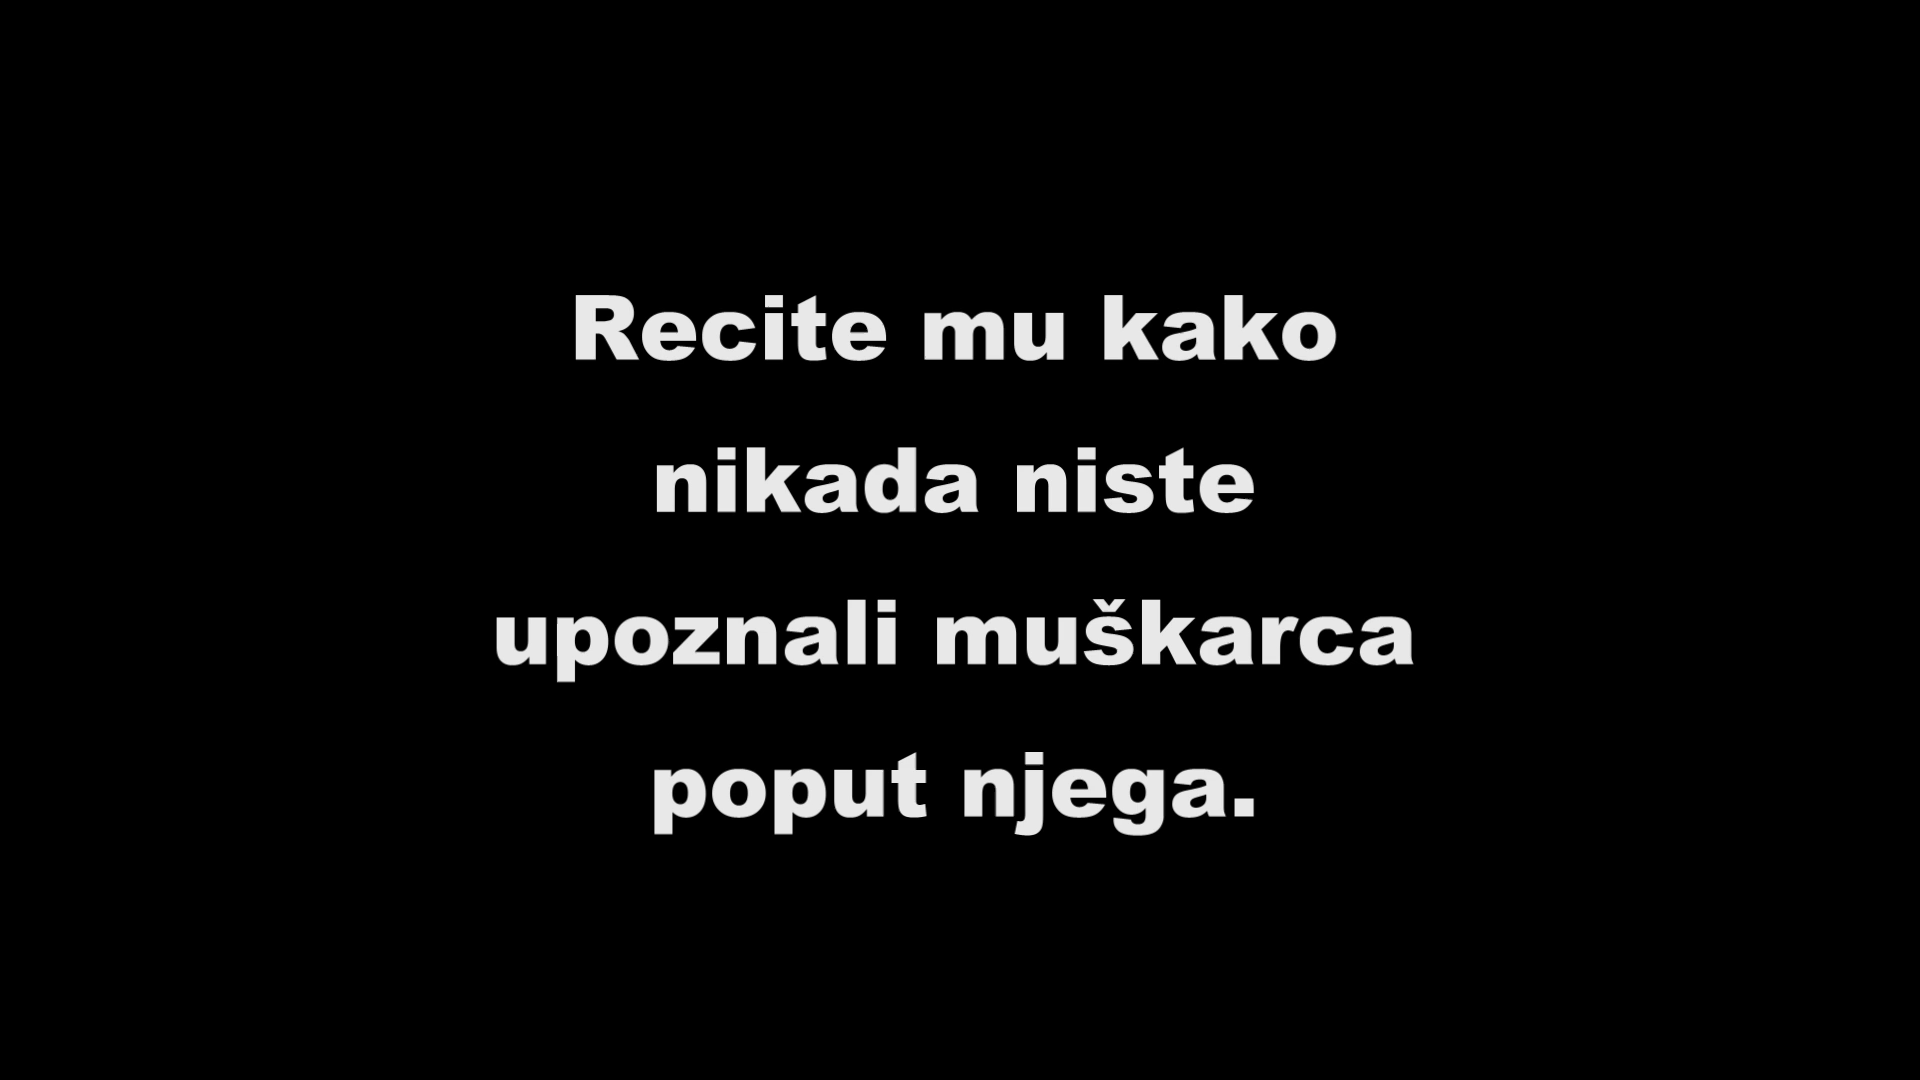 Recite mu kako
nikada niste
upoznali muškarca
poput njega.